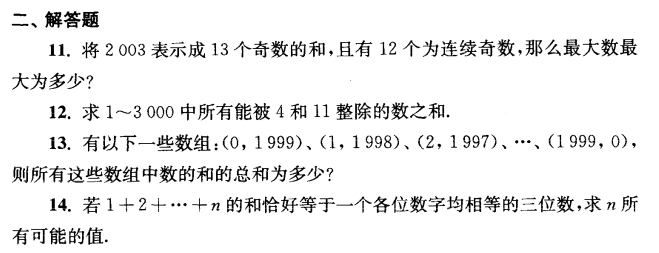 二、解答题
11. 将 2 003 表示成 13 个奇数的和,且有 12 个为连续奇数,那么最大数最
大为多少?
12. 求 1～3 000 中所有能被 4 和 11 整除的数之和.
13. 有以下一些数组:(0, 1 999)、(1, 1 998)、(2, 1 997)、…、(1 999, 0),
则所有这些数组中数的和的总和为多少?
14. 若 1+2+…+n 的和恰好等于一个各位数字均相等的三位数,求 n 所
有可能的值.